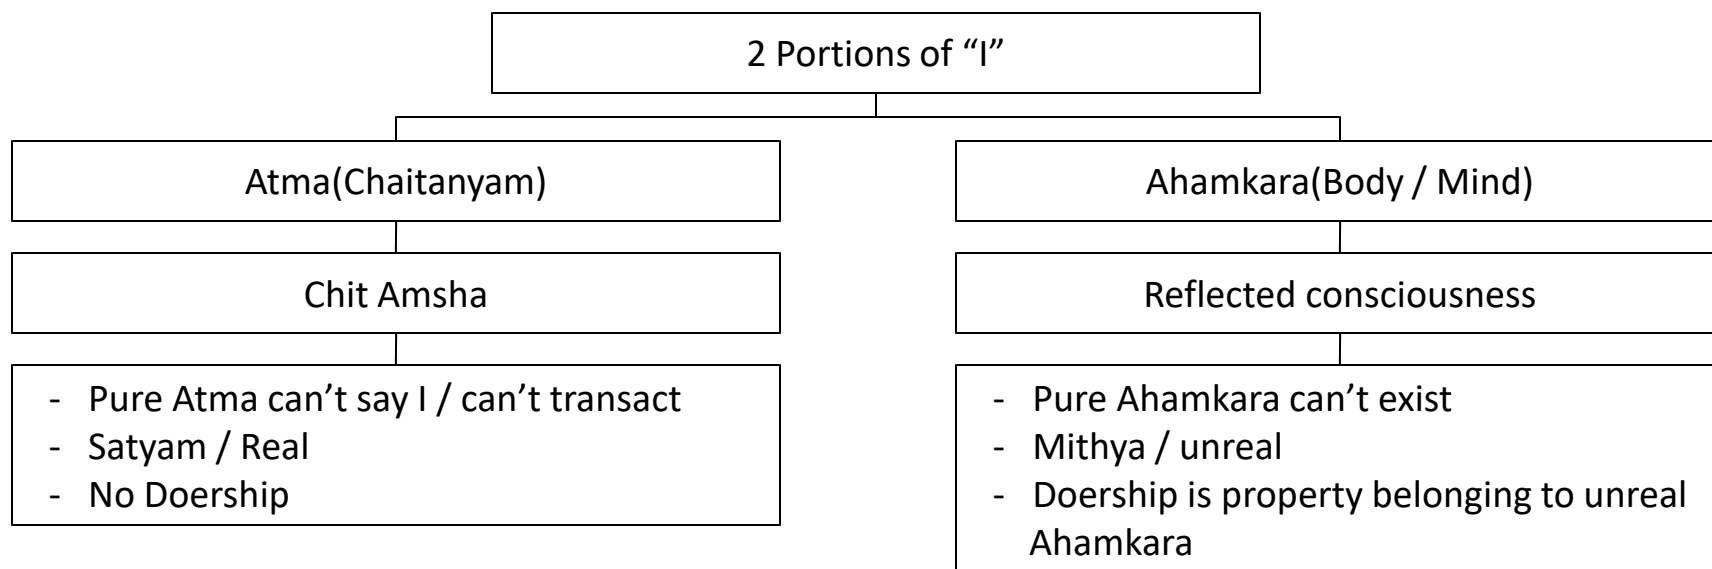 2 Portions of “I”
Atma(Chaitanyam)
Ahamkara(Body / Mind)
Chit Amsha
Reflected consciousness
- Pure Atma can’t say I / can’t transact
- Satyam / Real
- No Doership
- Pure Ahamkara can’t exist
- Mithya / unreal
- Doership is property belonging to unreal
Ahamkara